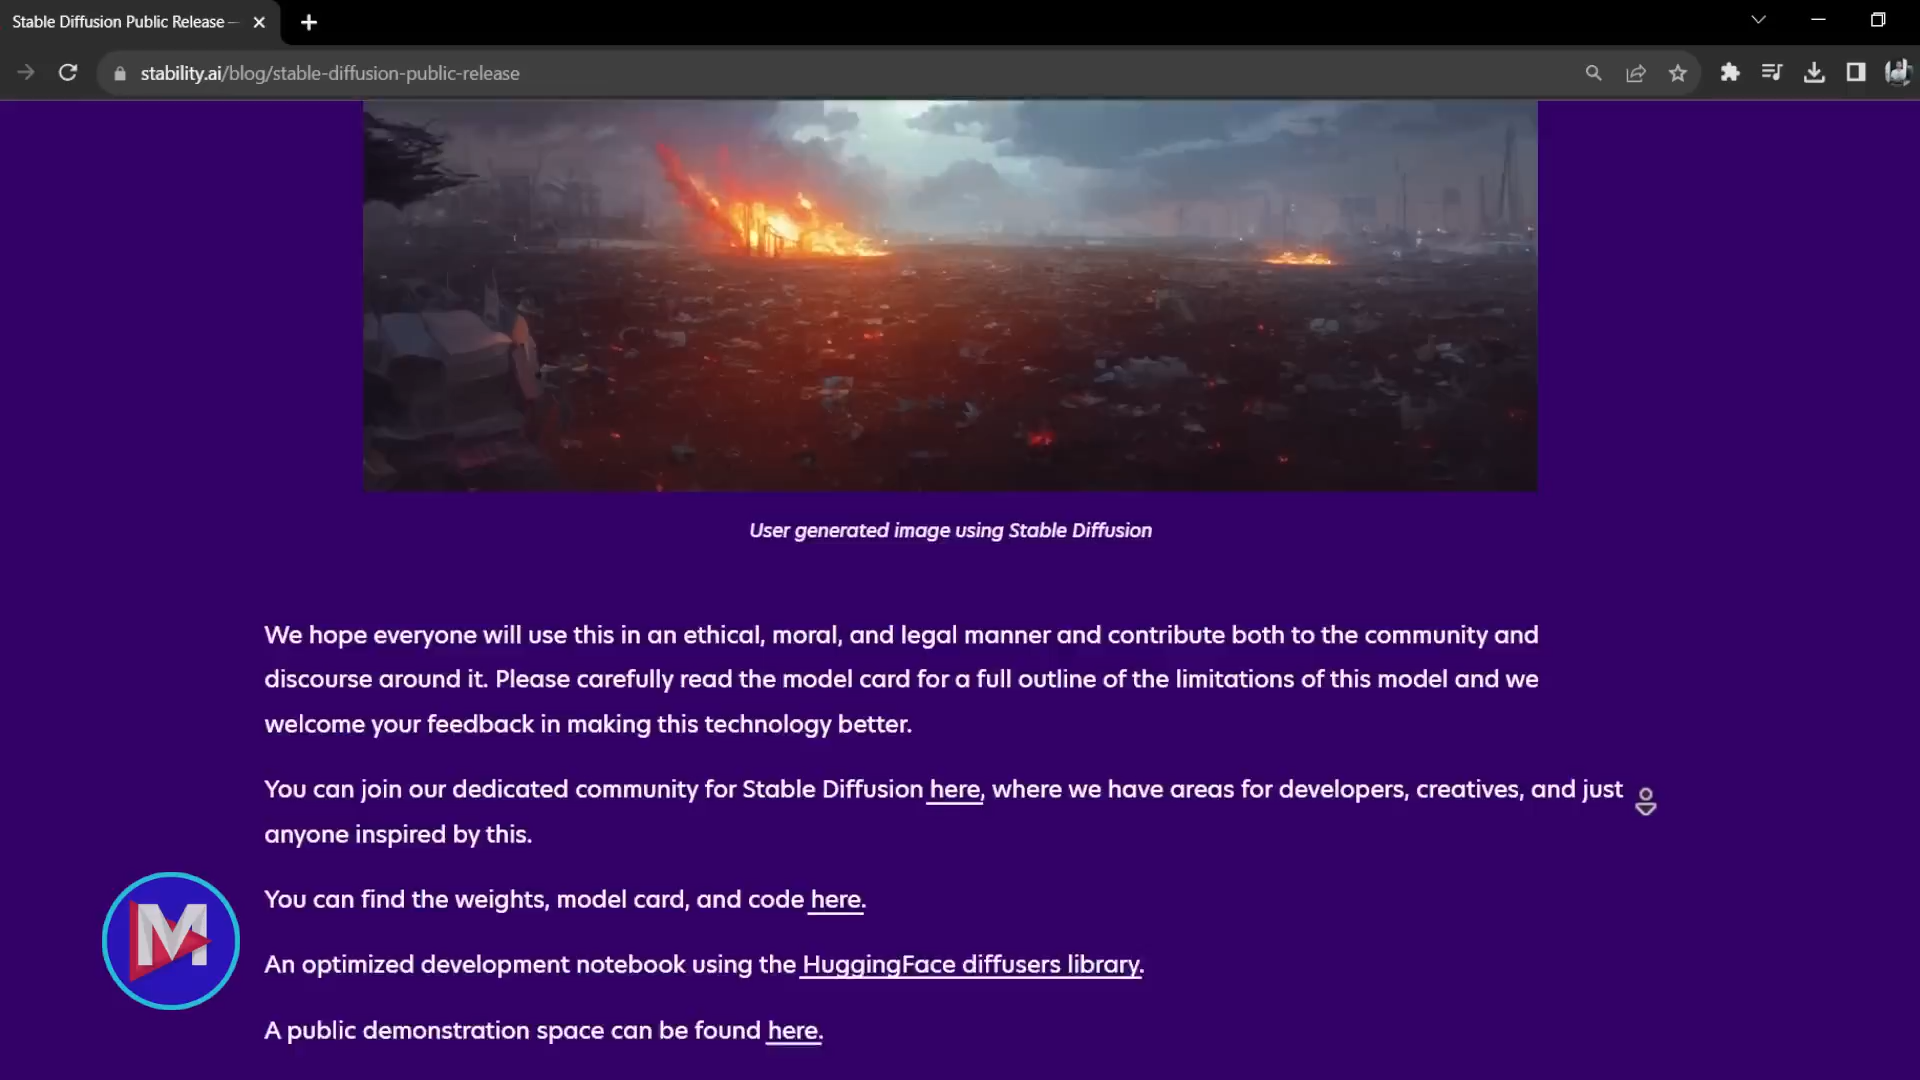 Stable Diffusion Public Release —
stability.ai/blog/stable-diffusion-public-release
User generated image using Stable Diffusion
We hope everyone will use this in an ethical, moral, and legal manner and contribute both to the community and
discourse around it. Please carefully read the model card for a full outline of the limitations of this model and we
welcome your feedback in making this technology better.
You can join our dedicated community for Stable Diffusion here, where we have areas for developers, creatives, and just
anyone inspired by this.
You can find the weights, model card, and code here.
M
An optimized development notebook using the HuggingFace diffusers library.
A public demonstration space can be found here.